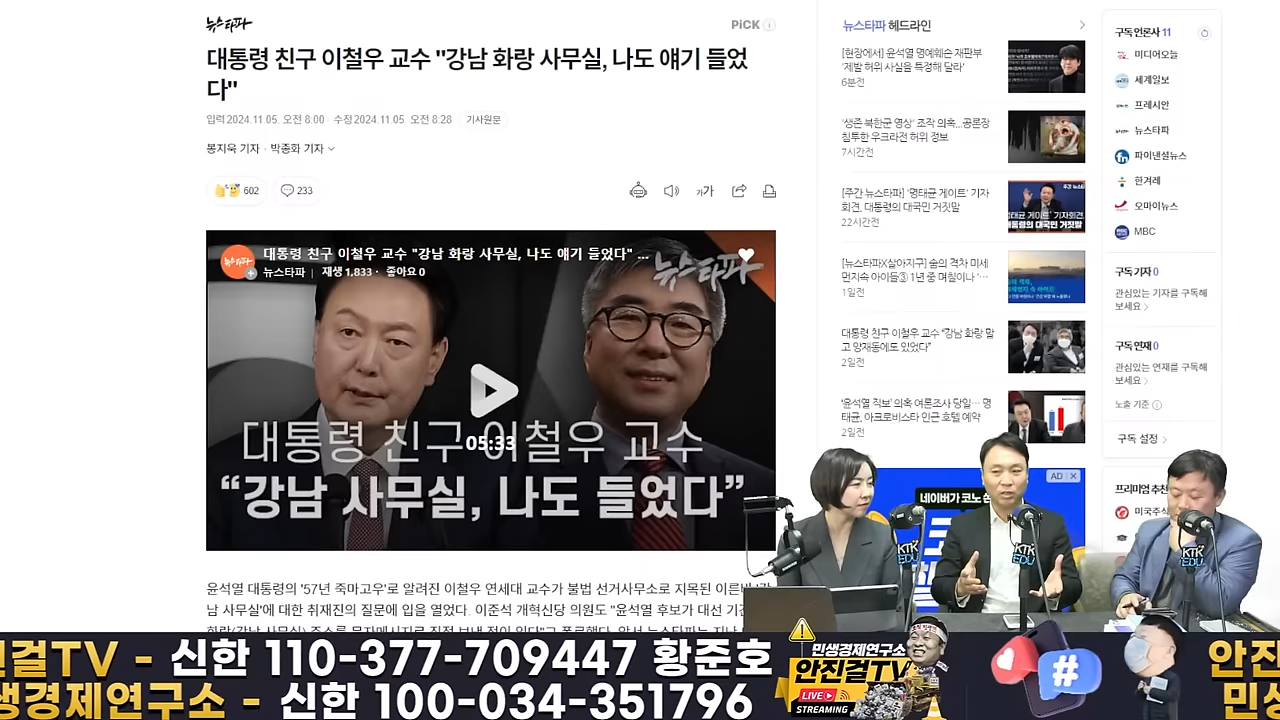 뉴스타파
PiCK
대통령 친구 이철우 교수 "강남 화랑 사무실, 나도 얘기 들었
다"
입력 2024.11.05. 오전 8:00 · 수정 2024.11.05. 오전 8:28
기사원문
봉지욱 기자 · 박종화 기자
602
233
가가
대통령 친구 이철우 교수 "강남 화랑 사무실, 나도 얘기 들었다" ...
뉴스타파 | 재생 1,833 · 좋아요 0
뉴스타파
05:33
대통령 친구 이철우 교수
“강남 사무실, 나도 들었다”
윤석열 대통령의 '57년 죽마고우'로 알려진 이철우 연세대 교수가 불법 선거사무소로 지목된 이른바
남 사무실'에 대한 취재진의 질문에 입을 열었다. 이준석 개혁신당 의원도 "윤석열 후보가 대선
뉴스타파 헤드라인
[현장에서] 윤석열 명예훼손 재판부
"제발 허위 사실을 특정해 달라"
6분전
'생존 북한군 영상' 조작 의혹...공론장
침투한 우크라전 허위 정보
7시간전
[주간 뉴스타파] '명태균 게이트' 기자
회견, 대통령의 대국민 거짓말
22시간전
[뉴스타파X살아지구] 숨의 격차 미세
먼지속 아이들③ 1년 중 며칠이나 '…
1일전
대통령 친구 이철우 교수 “강남 화랑 말
고 양재동에도 있었다”
2일전
'윤석열 직보' 의혹 여론조사 당일… 명
태균, 아크로비스타 인근 호텔 예약
2일전
구독 언론사 11
미디어오늘
세계일보
프레시안
뉴스타파
파이낸셜뉴스
한겨레
오마이뉴스
MBC
구독 기자 0
관심있는 기자를 구독해
보세요
구독 연재 0
관심있는 연재를 구독해
보세요
노출 기준
구독 설정
프리미엄 추천
미국주식
AD
네이버가 코노
KTK
EDU
KTK
EDU
KTK
EDU
진걸TV - 신한 110-377-709447 황준호
생경제연구소 - 신한 100-034-351796
민생경제연구소
안진걸TV
LIVE
STREAMING
#
안진
민생